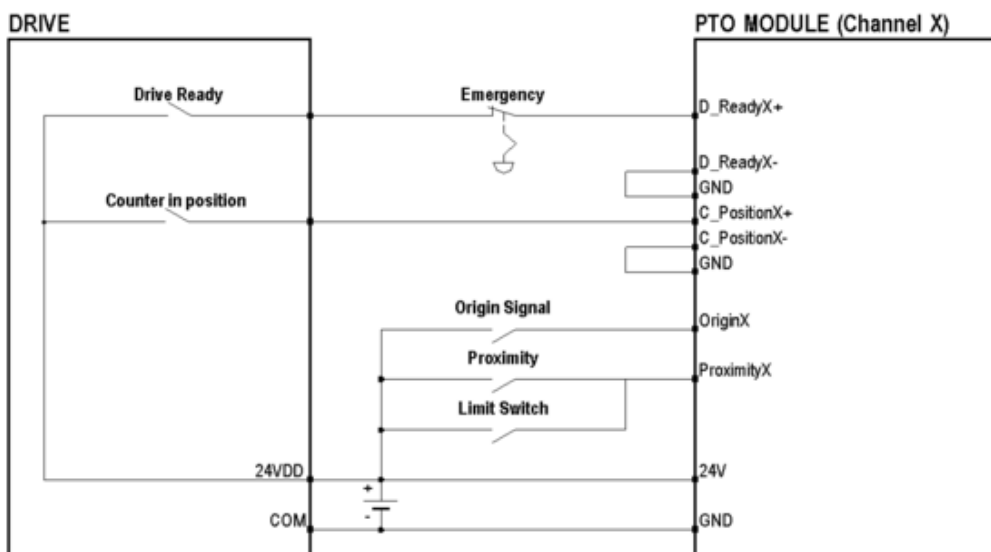 DRIVE
PTO MODULE (Channel X)
Drive Ready
Emergency
D_ReadyX+
D_ReadyX-
GND
Counter in position
C_PositionX+
C_PositionX-
GND
Origin Signal
OriginX
Proximity
ProximityX
Limit Switch
24VDD
24V
+
-
COM
GND